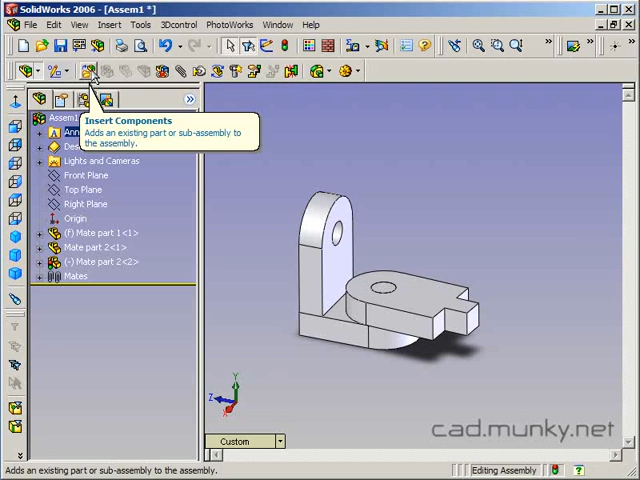 SolidWorks 2006 - [Assem1 *]
File Edit View Insert Tools 3Dcontrol PhotoWorks Window Help
Assem1
Insert Components
Adds an existing part or sub-assembly to
the assembly.
Lights and Cameras
Front Plane
Top Plane
Right Plane
Origin
(f) Mate part 1<1>
Mate part 2<1>
(-) Mate part 2<2>
Mates
Y
Z
X
cad.munky.net
Custom
Adds an existing part or sub-assembly to the assembly.
Editing Assembly